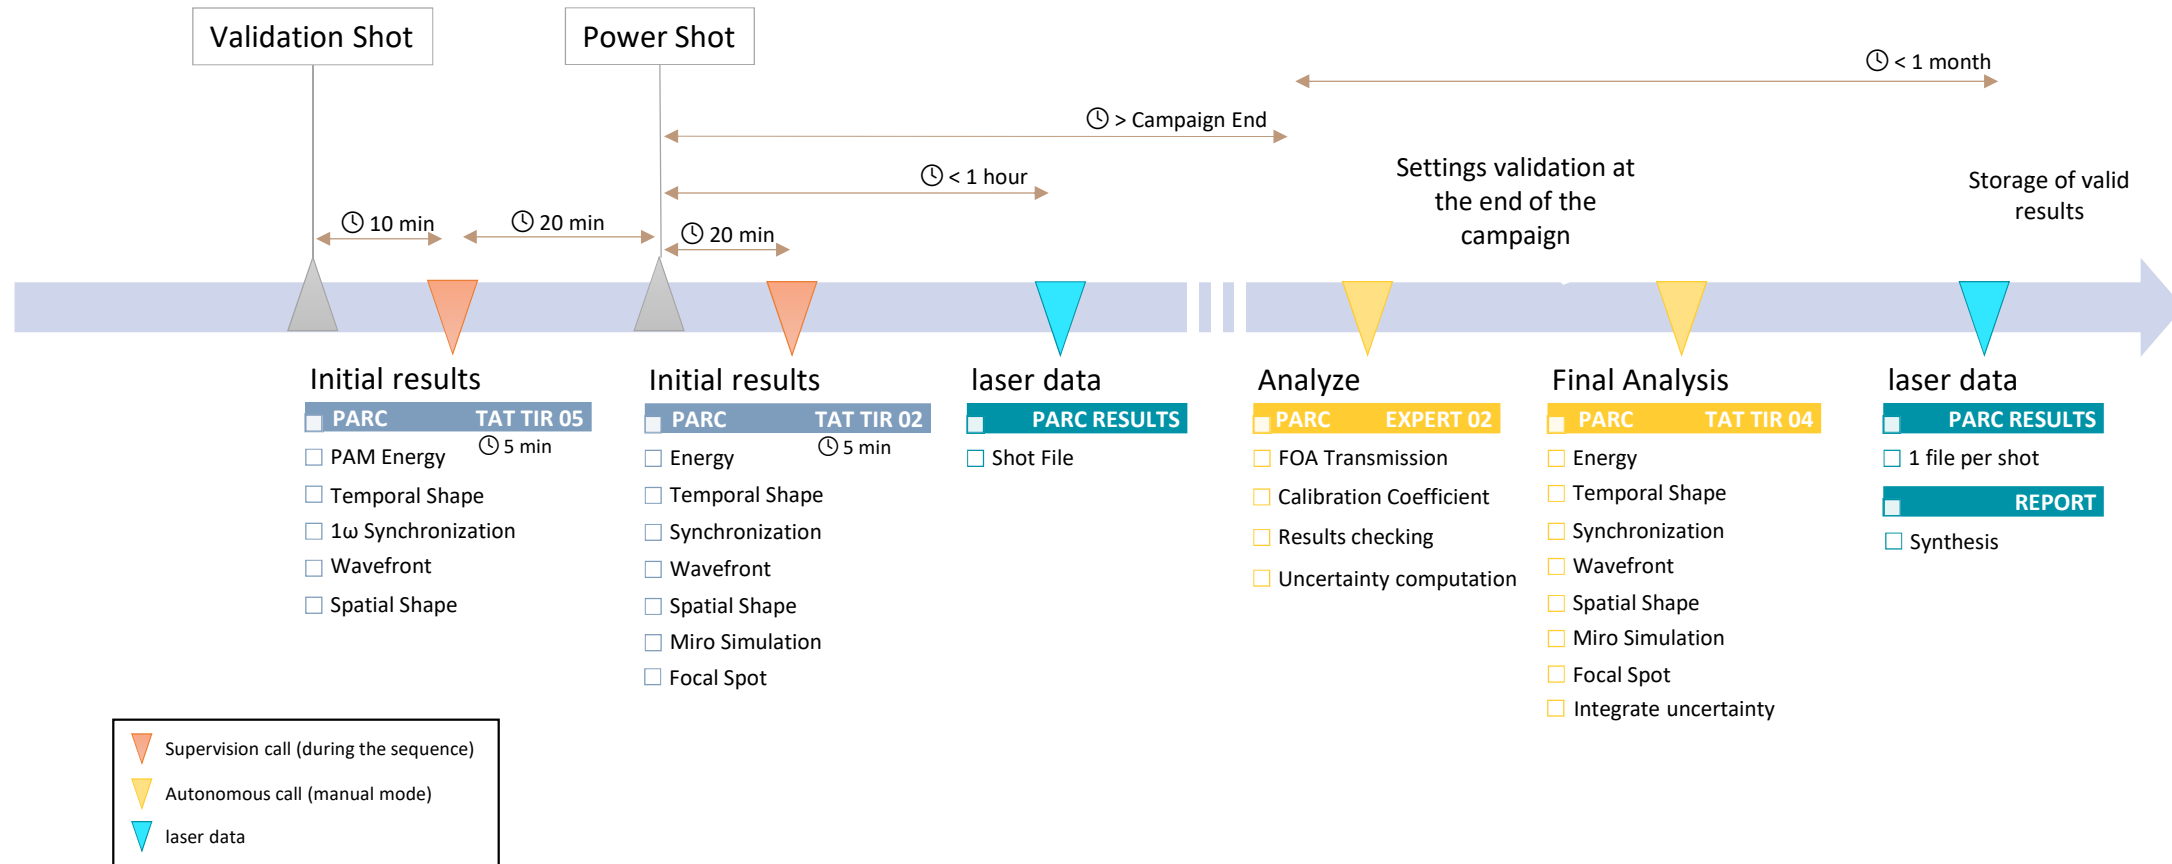 Validation Shot
Power Shot
< 1 month
> Campaign End
< 1 hour
10 min
20 min
20 min
Settings validation at
the end of the
campaign
Storage of valid
results
Initial results
PARC TAT TIR 05
5 min
PAM Energy
Temporal Shape
1ω Synchronization
Wavefront
Spatial Shape
Initial results
PARC TAT TIR 02
5 min
Energy
Temporal Shape
Synchronization
Wavefront
Spatial Shape
Miro Simulation
Focal Spot
laser data
PARC RESULTS
Shot File
Analyze
PARC EXPERT 02
FOA Transmission
Calibration Coefficient
Results checking
Uncertainty computation
Final Analysis
PARC TAT TIR 04
Energy
Temporal Shape
Synchronization
Wavefront
Spatial Shape
Miro Simulation
Focal Spot
Integrate uncertainty
laser data
PARC RESULTS
1 file per shot
REPORT
Synthesis
Supervision call (during the sequence)
Autonomous call (manual mode)
laser data